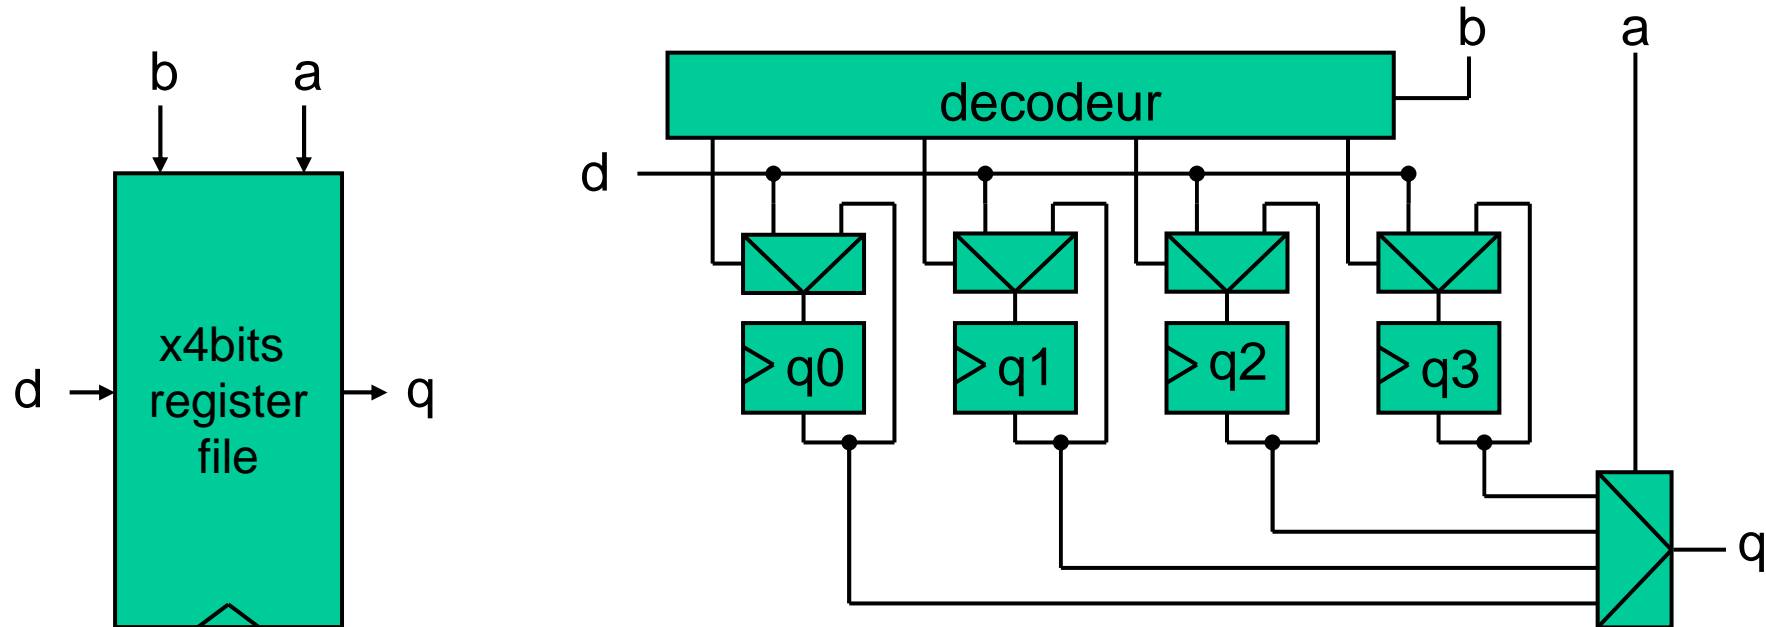 b a
d
x4bits
register
file
q
b a
decodeur
d
q0 q1 q2 q3
q